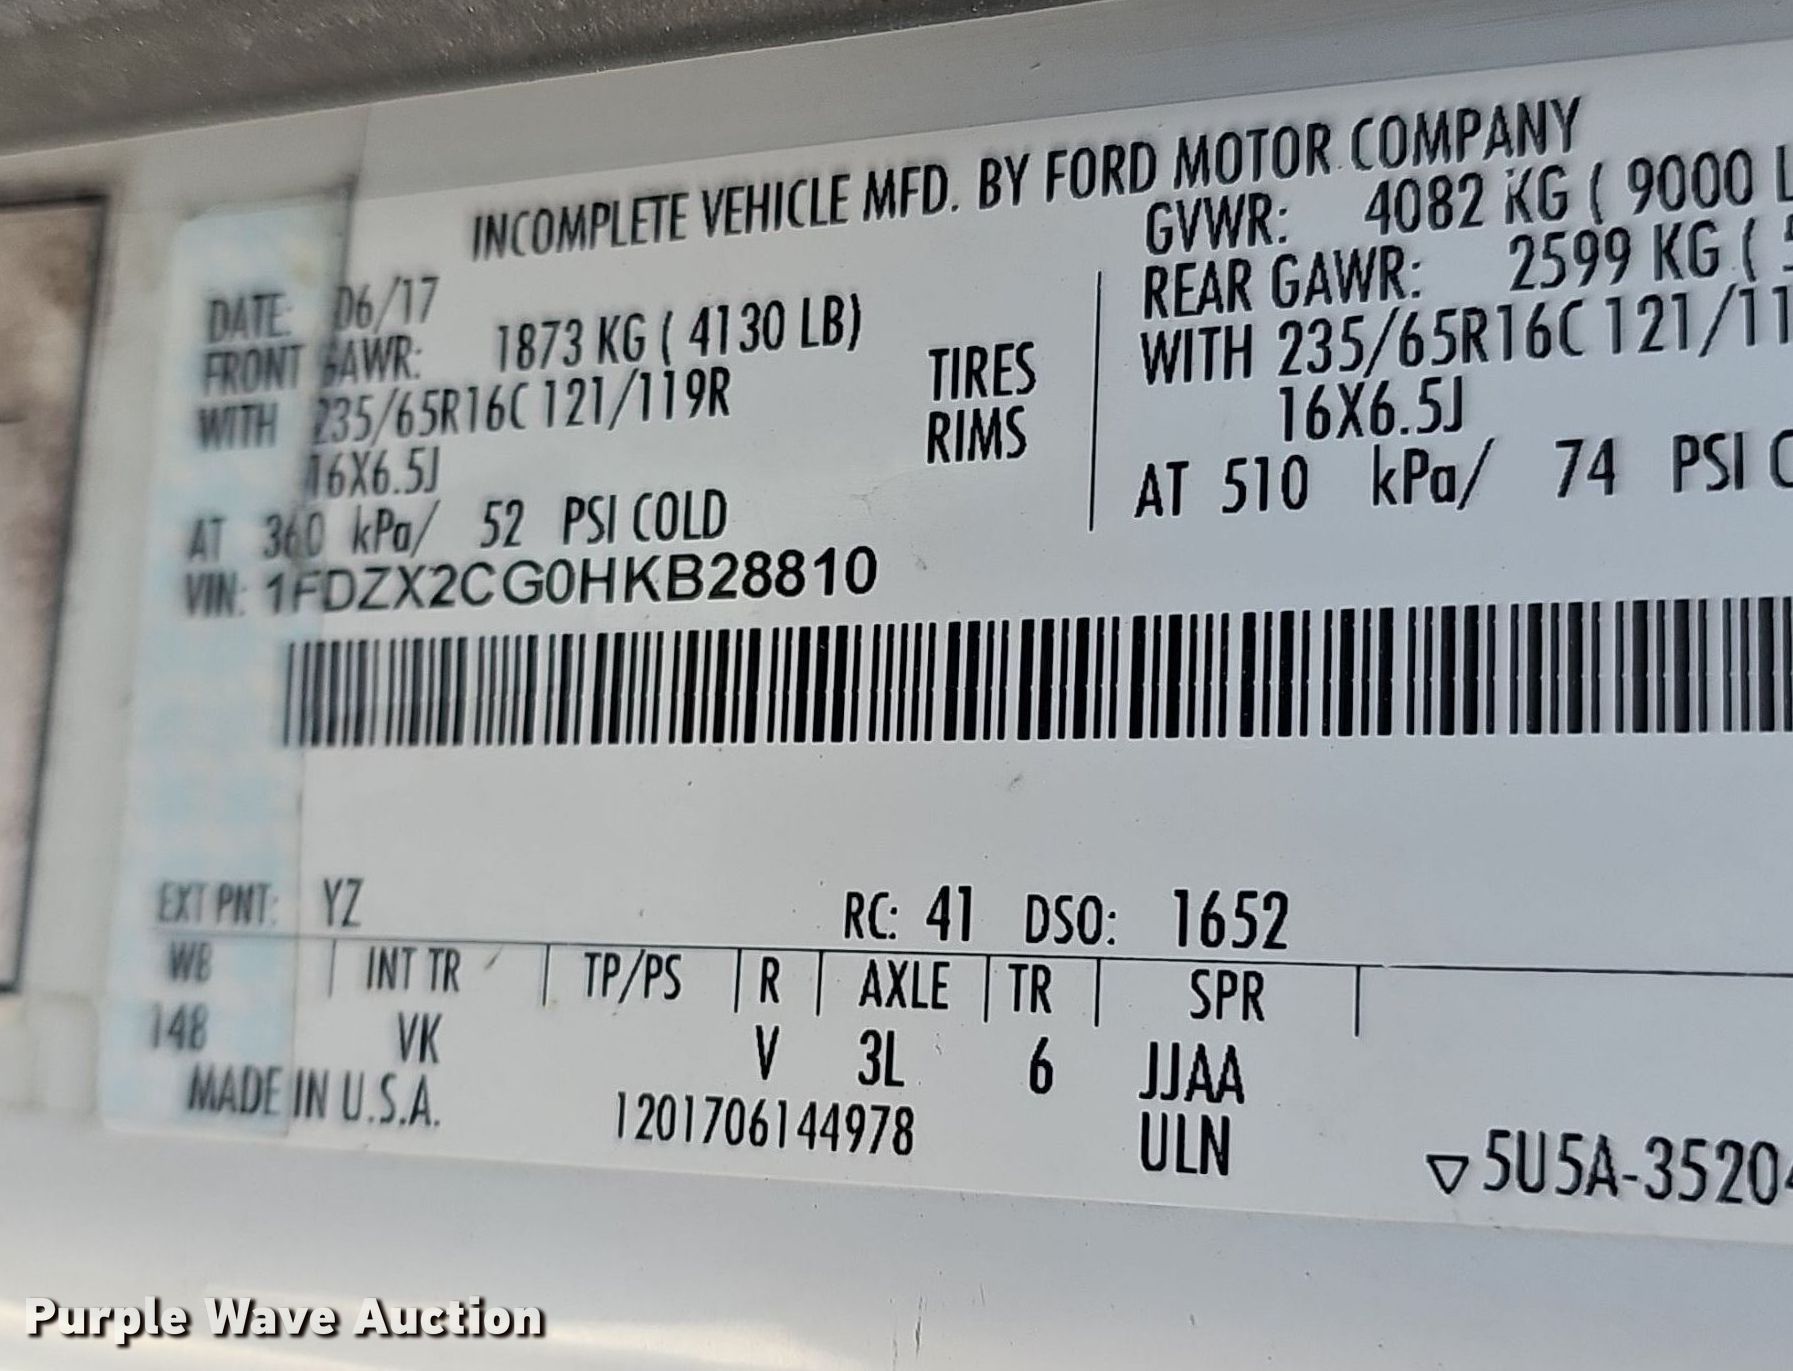 INCOMPLETE VEHICLE MFD. BY FORD MOTOR COMPANY
DATE: 06/17
GVWR: 4082 KG ( 9000 L
FRONT GAWR: 1873 KG ( 4130 LB)
REAR GAWR: 2599 KG (
WITH 235/65R16C 121/119R
TIRES
WITH 235/65R16C 121/11
16X6.5J
RIMS
16X6.5J
AT 360 kPa/ 52 PSI COLD
AT 510 kPa/ 74 PSI C
VIN: 1FDZX2CG0HKB28810
EXT PNT: YZ RC: 41 DSO: 1652
WB | INT TR | TP/PS | R | AXLE | TR | SPR |
148 VK V 3L 6 JJAA
MADE IN U.S.A. 1201706144978 ULN
▽5U5A-3520
Purple Wave Auction